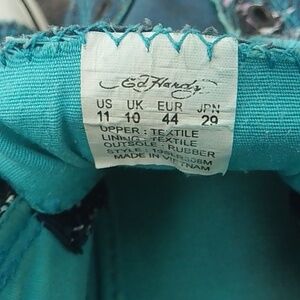 Ed Hardy
US UK EUR JPN
11 10 44 29
UPPER : TEXTILE
LINING : TEXTILE
OUTSOLE : RUBBER
STYLE :
MADE IN VIETNAM